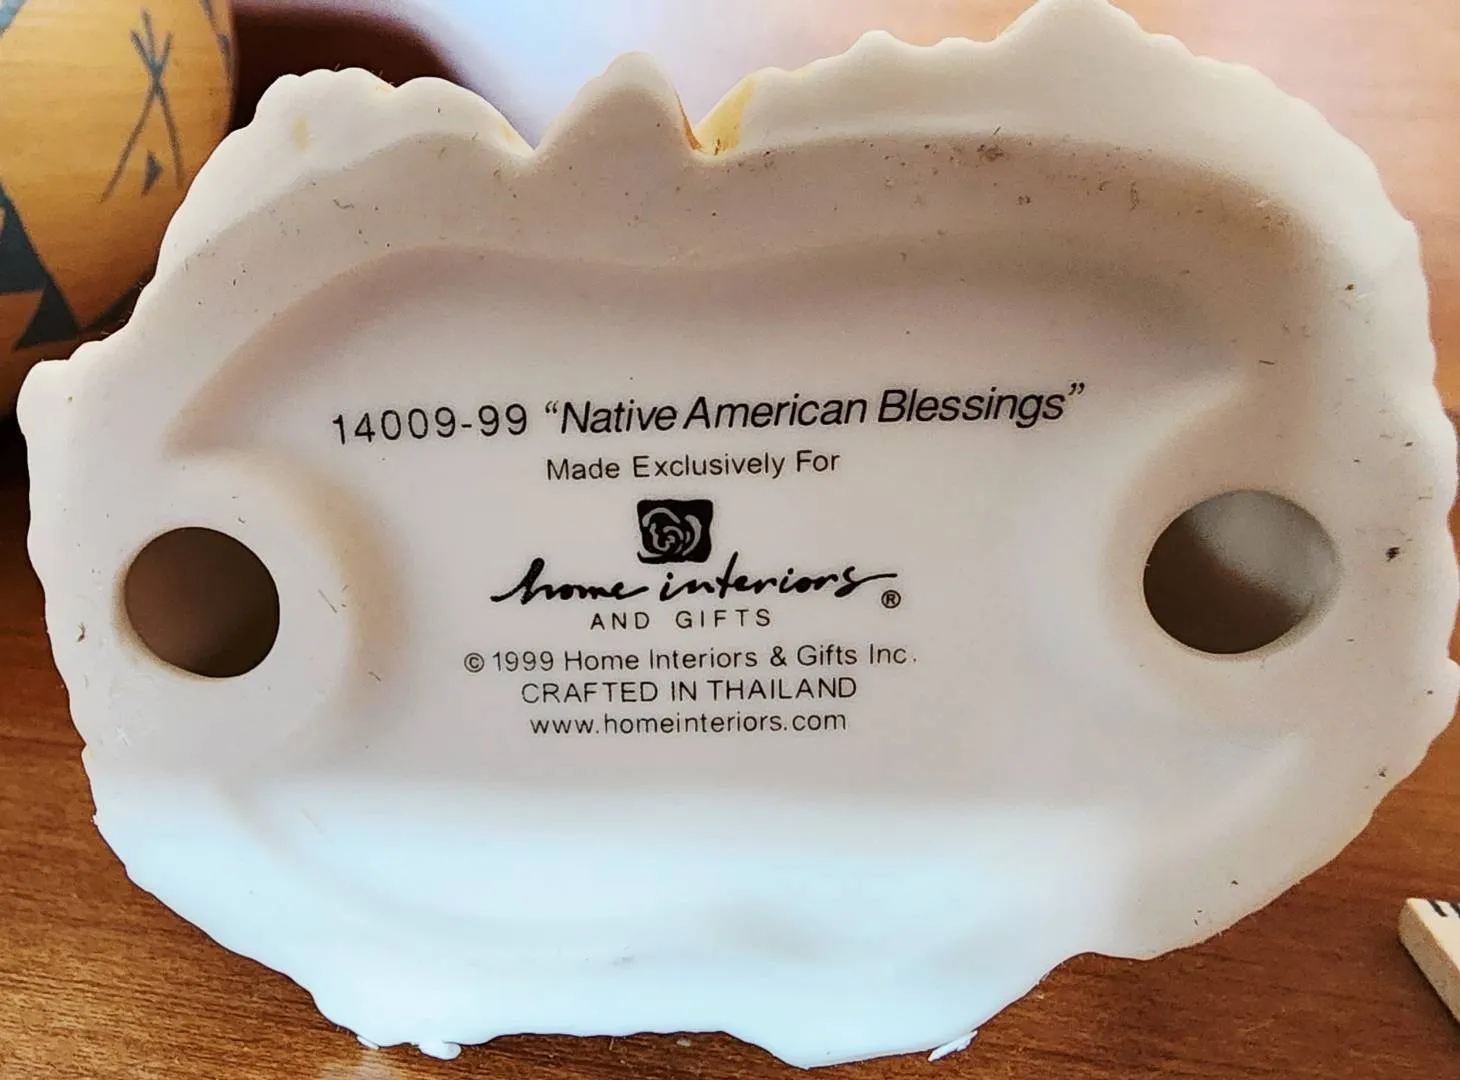 14009-99 “Native American Blessings”
Made Exclusively For
home interiors ®
AND GIFTS
© 1999 Home Interiors & Gifts Inc.
CRAFTED IN THAILAND
www.homeinteriors.com